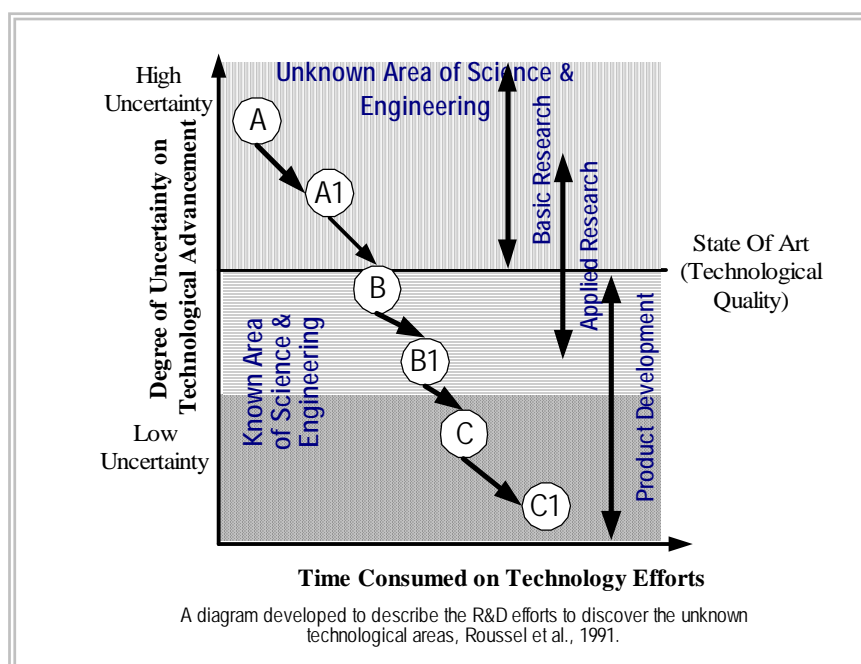 High
Uncertainty
Unknown Area of Science &
Engineering
A
A1
B
B1
C
C1
Basic Research
Applied Research
Product Development
State Of Art
(Technological
Quality)
Degree of Uncertainty on
Technological Advancement
Known Area
of Science &
Engineering
Low
Uncertainty
Time Consumed on Technology Efforts
A diagram developed to describe the R&D efforts to discover the unknown
technological areas, Roussel et al., 1991.